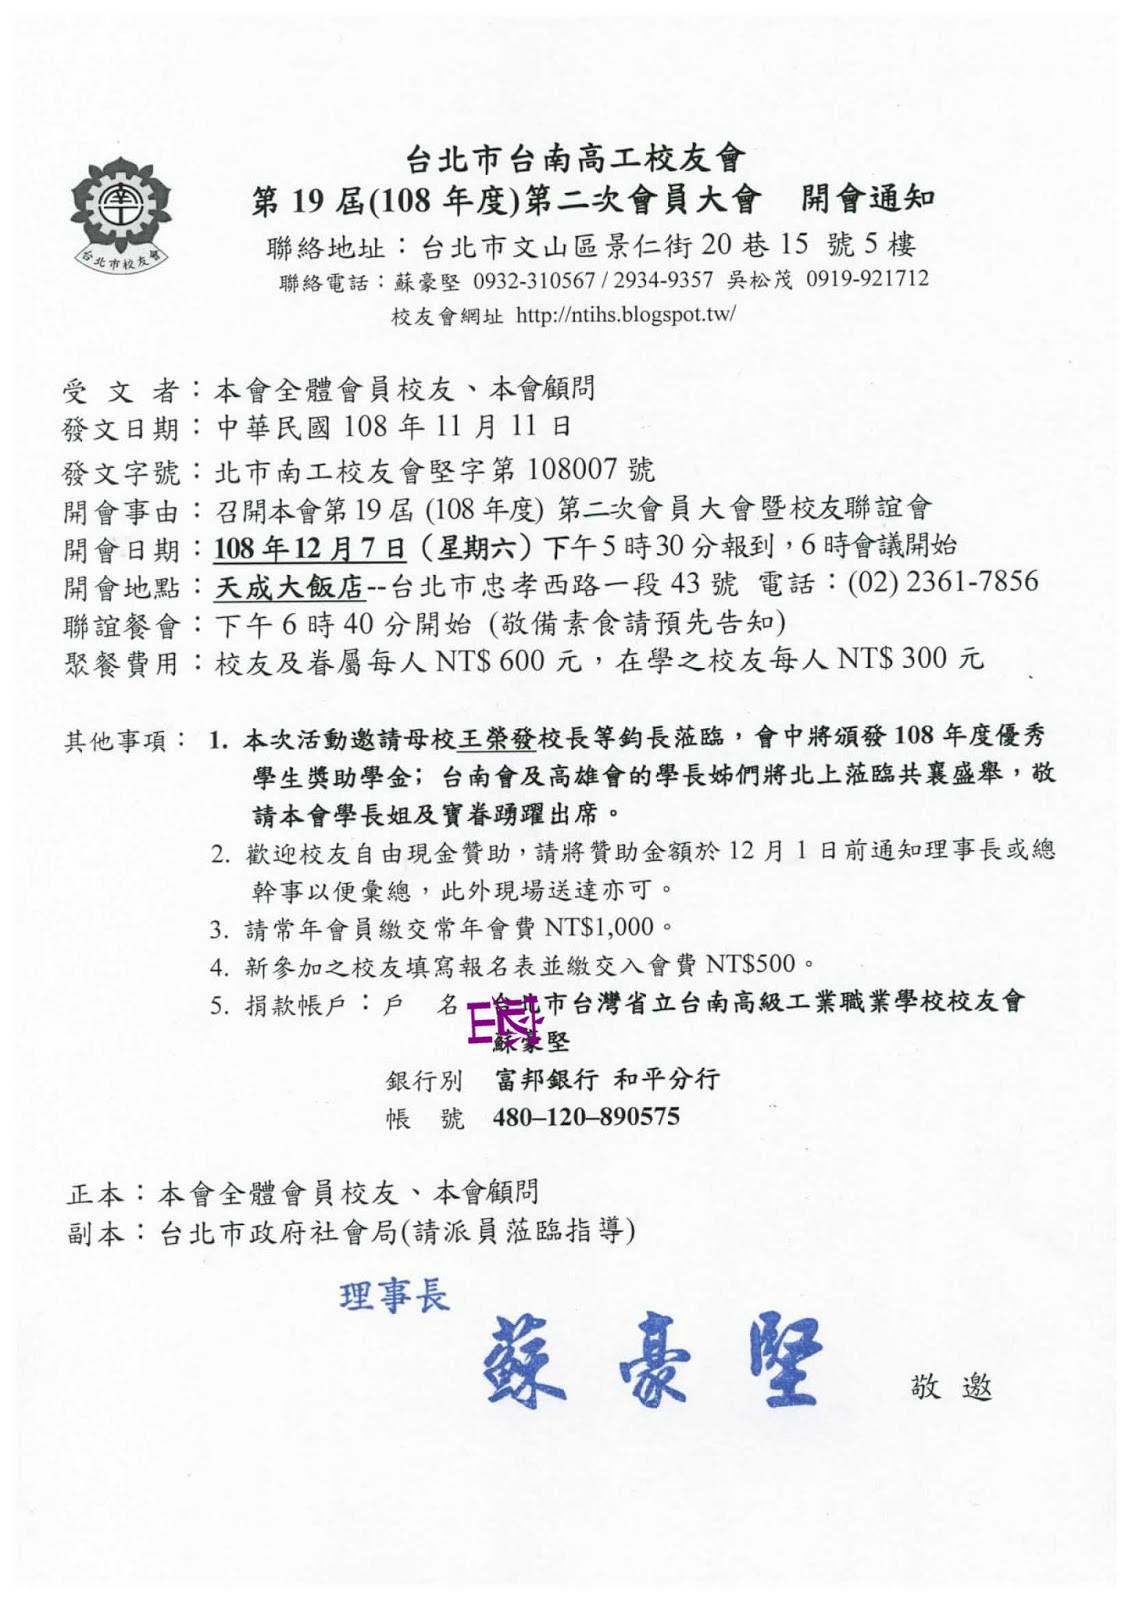 台北市台南高工校友會
第 19 屆(108 年度)第二次會員大會　開會通知
聯絡地址：台北市文山區景仁街 20 巷 15 號 5 樓
聯絡電話：蘇豪堅 0932-310567 / 2934-9357 吳松茂 0919-921712
校友會網址 http://ntihs.blogspot.tw/
台北市校友會
受 文 者：本會全體會員校友、本會顧問
發文日期：中華民國 108 年 11 月 11 日
發文字號：北市南工校友會堅字第 108007 號
開會事由：召開本會第 19 屆 (108 年度) 第二次會員大會暨校友聯誼會
開會日期：108 年 12 月 7 日（星期六）下午 5 時 30 分報到，6 時會議開始
開會地點：天成大飯店--台北市忠孝西路一段 43 號 電話：(02) 2361-7856
聯誼餐會：下午 6 時 40 分開始 (敬備素食請預先告知)
聚餐費用：校友及眷屬每人 NT$ 600 元，在學之校友每人 NT$ 300 元
其他事項： 1. 本次活動邀請母校王榮發校長等鈞長蒞臨，會中將頒發 108 年度優秀
學生獎助學金; 台南會及高雄會的學長姊們將北上蒞臨共襄盛舉，敬
請本會學長姐及寶眷踴躍出席。
2. 歡迎校友自由現金贊助，請將贊助金額於 12 月 1 日前通知理事長或總
幹事以便彙總，此外現場送達亦可。
3. 請常年會員繳交常年會費 NT$1,000。
4. 新參加之校友填寫報名表並繳交入會費 NT$500。
5. 捐款帳戶：戶　名 台北市台灣省立台南高級工業職業學校校友會
蘇豪堅
銀行別 富邦銀行 和平分行
帳　號 480–120–890575
正本：本會全體會員校友、本會顧問
副本：台北市政府社會局(請派員蒞臨指導)
理事長 蘇豪堅 敬邀